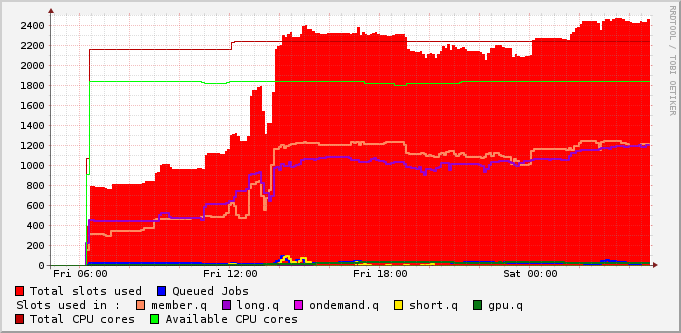 2400
2200
2000
1800
1600
1400
1200
1000
800
600
400
200
0
Fri 06:00 Fri 12:00 Fri 18:00 Sat 00:00
Total slots used Queued Jobs
Slots used in : member.q long.q ondemand.q short.q gpu.q
Total CPU cores Available CPU cores
RRDTOOL / TOBI OETIKER